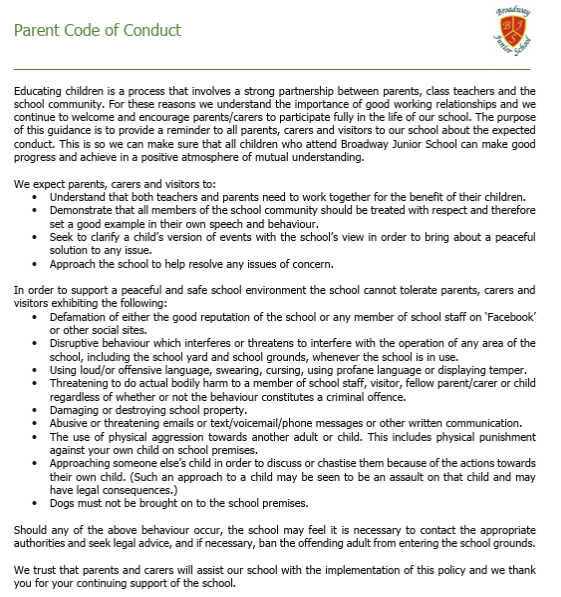 Parent Code of Conduct
Broadway
B J
S
Junior School
Educating children is a process that involves a strong partnership between parents, class teachers and the
school community. For these reasons we understand the importance of good working relationships and we
continue to welcome and encourage parents/carers to participate fully in the life of our school. The purpose
of this guidance is to provide a reminder to all parents, carers and visitors to our school about the expected
conduct. This is so we can make sure that all children who attend Broadway Junior School can make good
progress and achieve in a positive atmosphere of mutual understanding.
We expect parents, carers and visitors to:
• Understand that both teachers and parents need to work together for the benefit of their children.
• Demonstrate that all members of the school community should be treated with respect and therefore
set a good example in their own speech and behaviour.
• Seek to clarify a child's version of events with the school's view in order to bring about a peaceful
solution to any issue.
• Approach the school to help resolve any issues of concern.
In order to support a peaceful and safe school environment the school cannot tolerate parents, carers and
visitors exhibiting the following:
• Defamation of either the good reputation of the school or any member of school staff on 'Facebook'
or other social sites.
• Disruptive behaviour which interferes or threatens to interfere with the operation of any area of the
school, including the school yard and school grounds, whenever the school is in use.
• Using loud/or offensive language, swearing, cursing, using profane language or displaying temper.
• Threatening to do actual bodily harm to a member of school staff, visitor, fellow parent/carer or child
regardless of whether or not the behaviour constitutes a criminal offence.
• Damaging or destroying school property.
• Abusive or threatening emails or text/voicemail/phone messages or other written communication.
• The use of physical aggression towards another adult or child. This includes physical punishment
against your own child on school premises.
• Approaching someone else's child in order to discuss or chastise them because of the actions towards
their own child. (Such an approach to a child may be seen to be an assault on that child and may
have legal consequences.)
• Dogs must not be brought on to the school premises.
Should any of the above behaviour occur, the school may feel it is necessary to contact the appropriate
authorities and seek legal advice, and if necessary, ban the offending adult from entering the school grounds.
We trust that parents and carers will assist our school with the implementation of this policy and we thank
you for your continuing support of the school.